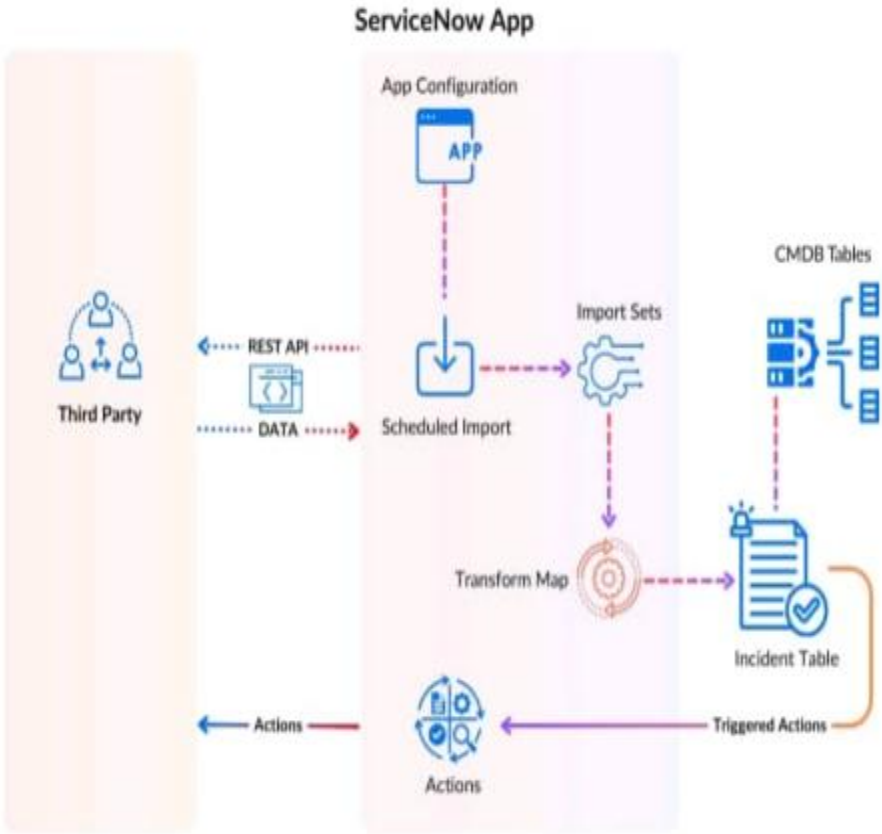 ServiceNow App
App Configuration
APP
CMDB Tables
Import Sets
REST API
Third Party
DATA
Scheduled Import
Transform Map
Incident Table
Actions
Triggered Actions
Actions